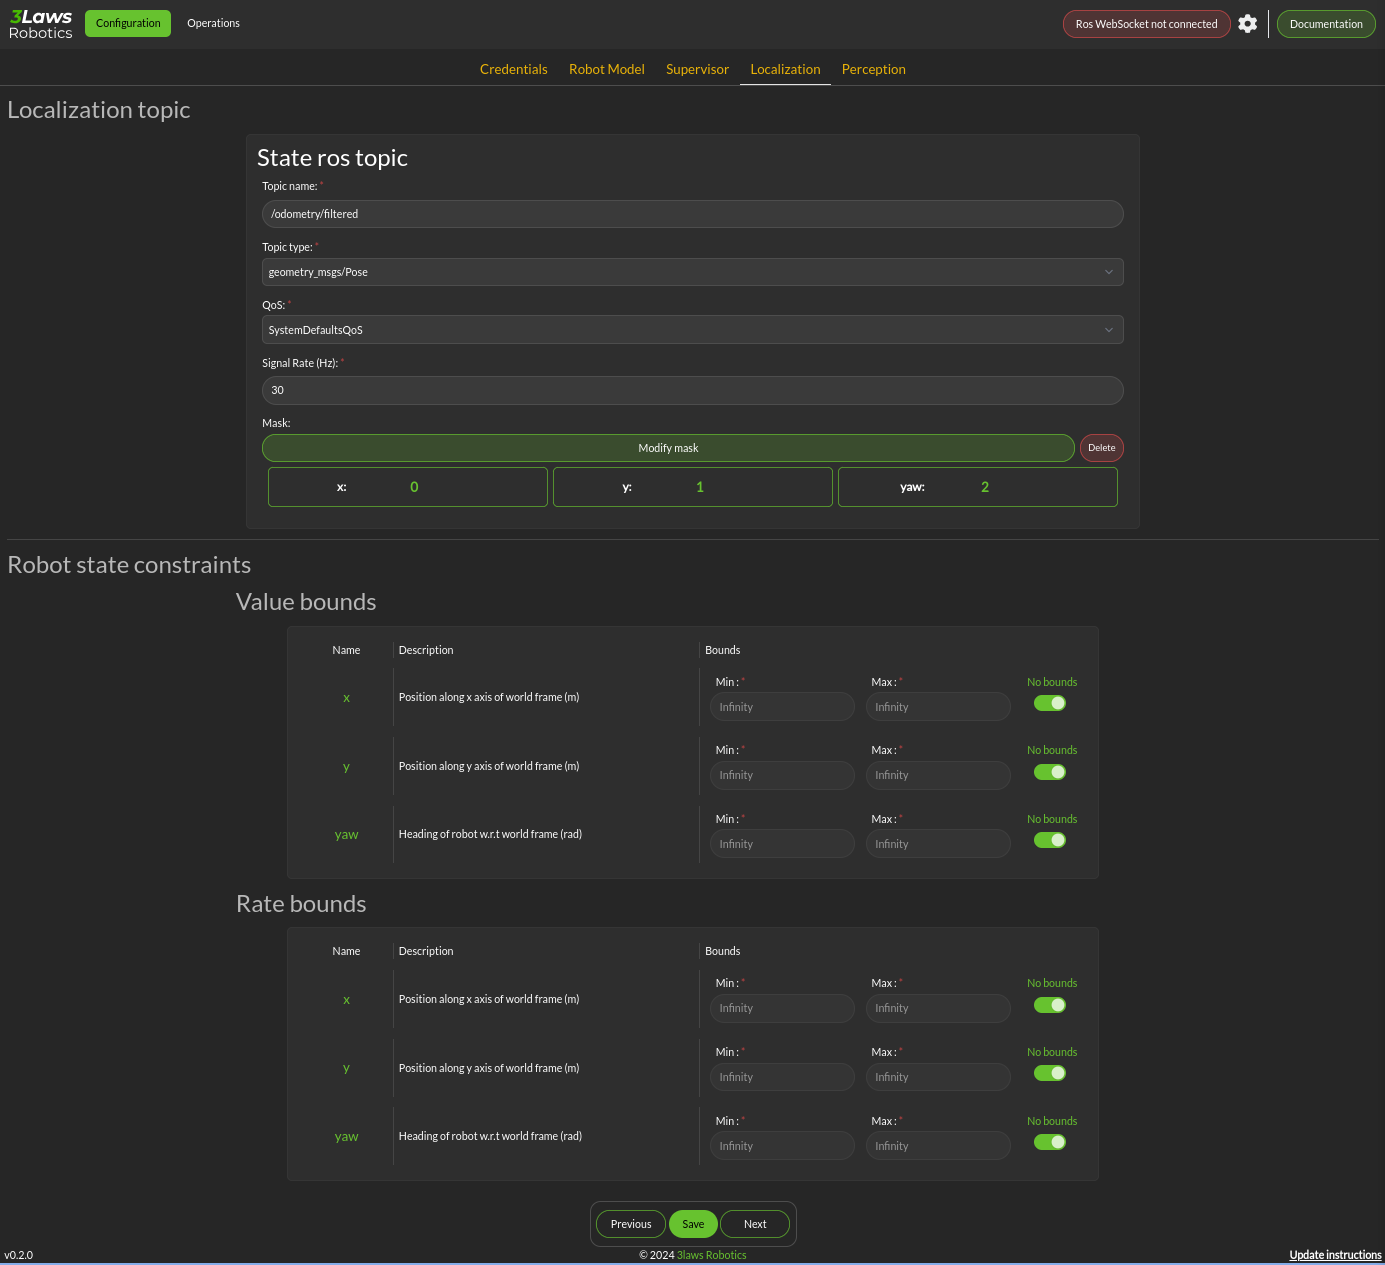 3Laws
Robotics
Configuration
Operations
Ros WebSocket not connected
Documentation
Credentials
Robot Model
Supervisor
Localization
Perception
Localization topic
State ros topic
Topic name: *
/odometry/filtered
Topic type: *
geometry_msgs/Pose
QoS: *
SystemDefaultsQoS
Signal Rate (Hz): *
30
Mask:
Modify mask
Delete
x: 0
y: 1
yaw: 2
Robot state constraints
Value bounds
Name Description Bounds
Min : * Max : * No bounds
x Position along x axis of world frame (m)
Infinity Infinity
Min : * Max : * No bounds
y Position along y axis of world frame (m)
Infinity Infinity
Min : * Max : * No bounds
yaw Heading of robot w.r.t world frame (rad)
Infinity Infinity
Rate bounds
Name Description Bounds
Min : * Max : * No bounds
x Position along x axis of world frame (m)
Infinity Infinity
Min : * Max : * No bounds
y Position along y axis of world frame (m)
Infinity Infinity
Min : * Max : * No bounds
yaw Heading of robot w.r.t world frame (rad)
Infinity Infinity
Previous
Save
Next
v0.2.0
© 2024 3laws Robotics
Update instructions